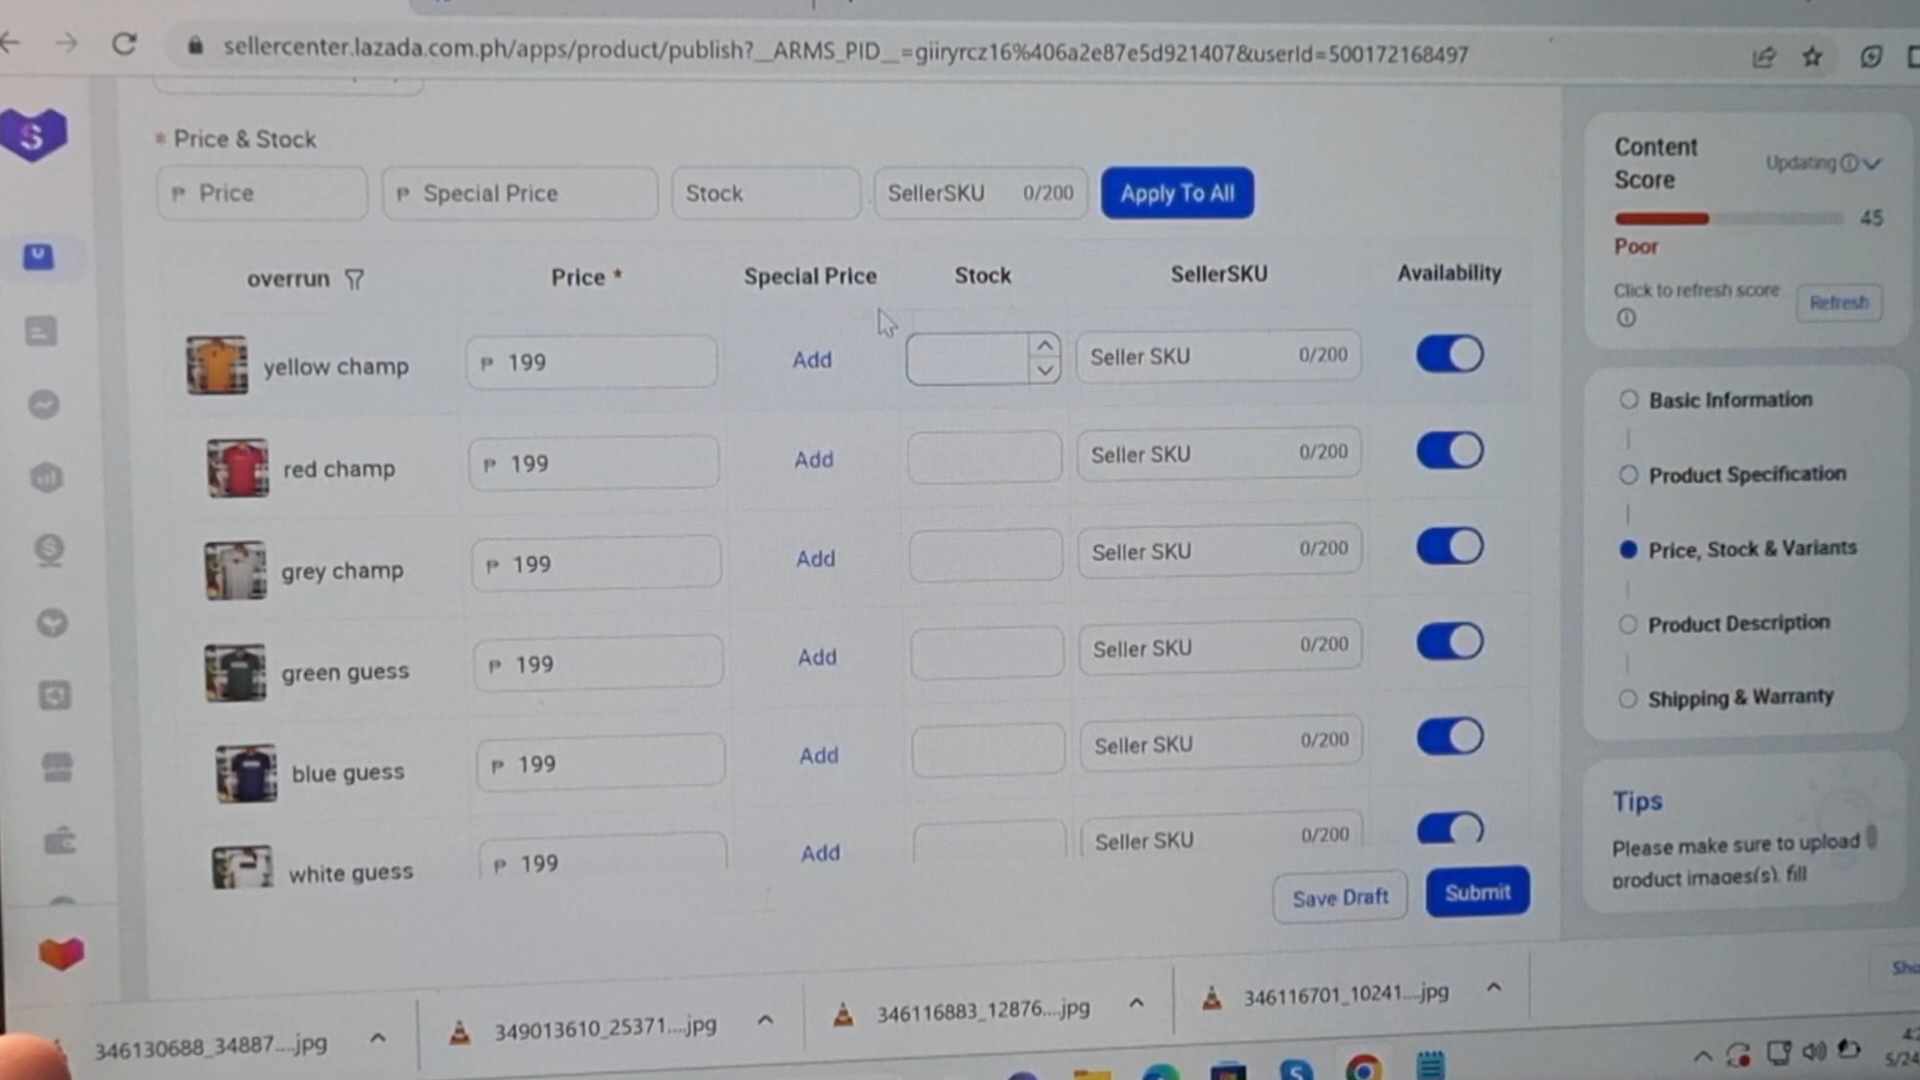 sellercenter.lazada.com.ph/apps/product/publish?__ARMS_PID__=giiryrcz16%406a2e87e5d921407&userId=500172168497
* Price & Stock
₱ Price
₱ Special Price
Stock
SellerSKU 0/200
Apply To All
overrun
Price *
Special Price
Stock
SellerSKU
Availability
yellow champ ₱ 199 Add Seller SKU 0/200
red champ ₱ 199 Add Seller SKU 0/200
grey champ ₱ 199 Add Seller SKU 0/200
green guess ₱ 199 Add Seller SKU 0/200
blue guess ₱ 199 Add Seller SKU 0/200
white guess ₱ 199 Add Seller SKU 0/200
Save Draft
Submit
Content
Score
Updating
45
Poor
Click to refresh score
Refresh
Basic Information
Product Specification
Price, Stock & Variants
Product Description
Shipping & Warranty
Tips
Please make sure to upload
product images(s). fill
346130688_34887....jpg
349013610_25371....jpg
346116883_12876....jpg
346116701_10241....jpg